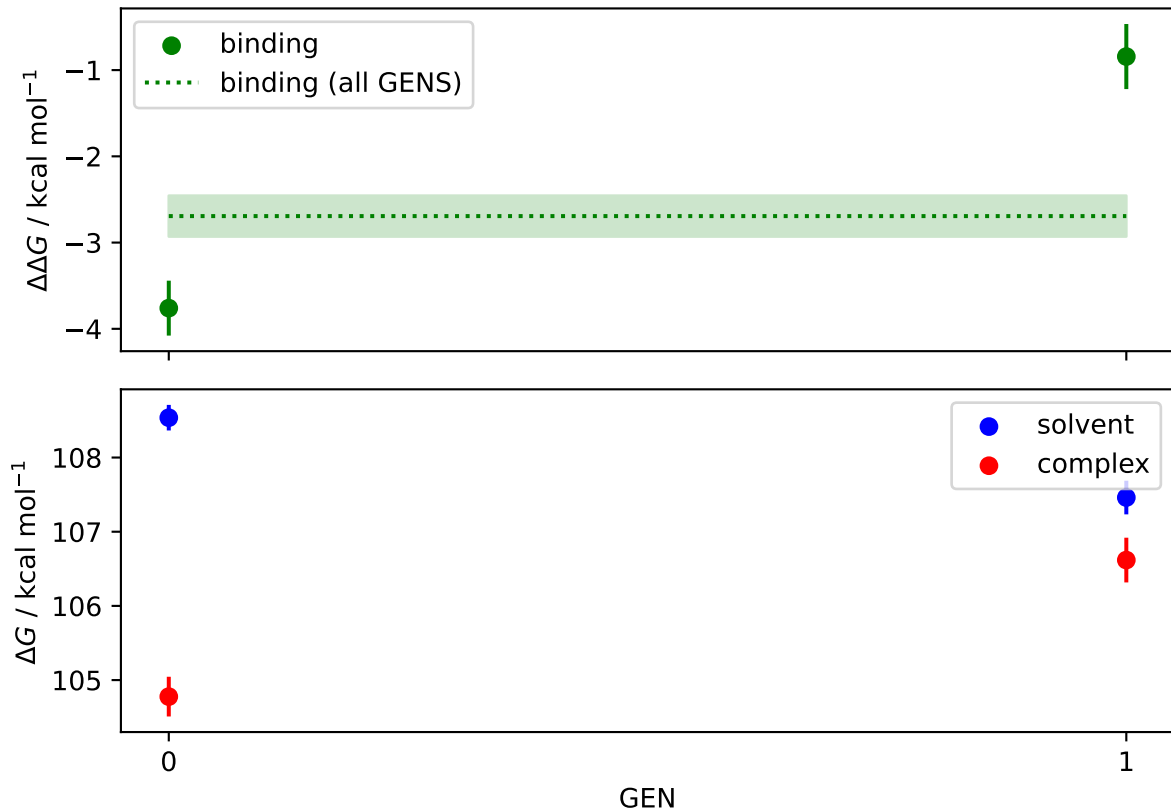 binding
binding (all GENS)
−1
−2
−3
−4
ΔΔG / kcal mol⁻¹
solvent
complex
108
107
106
105
ΔG / kcal mol⁻¹
0
1
GEN